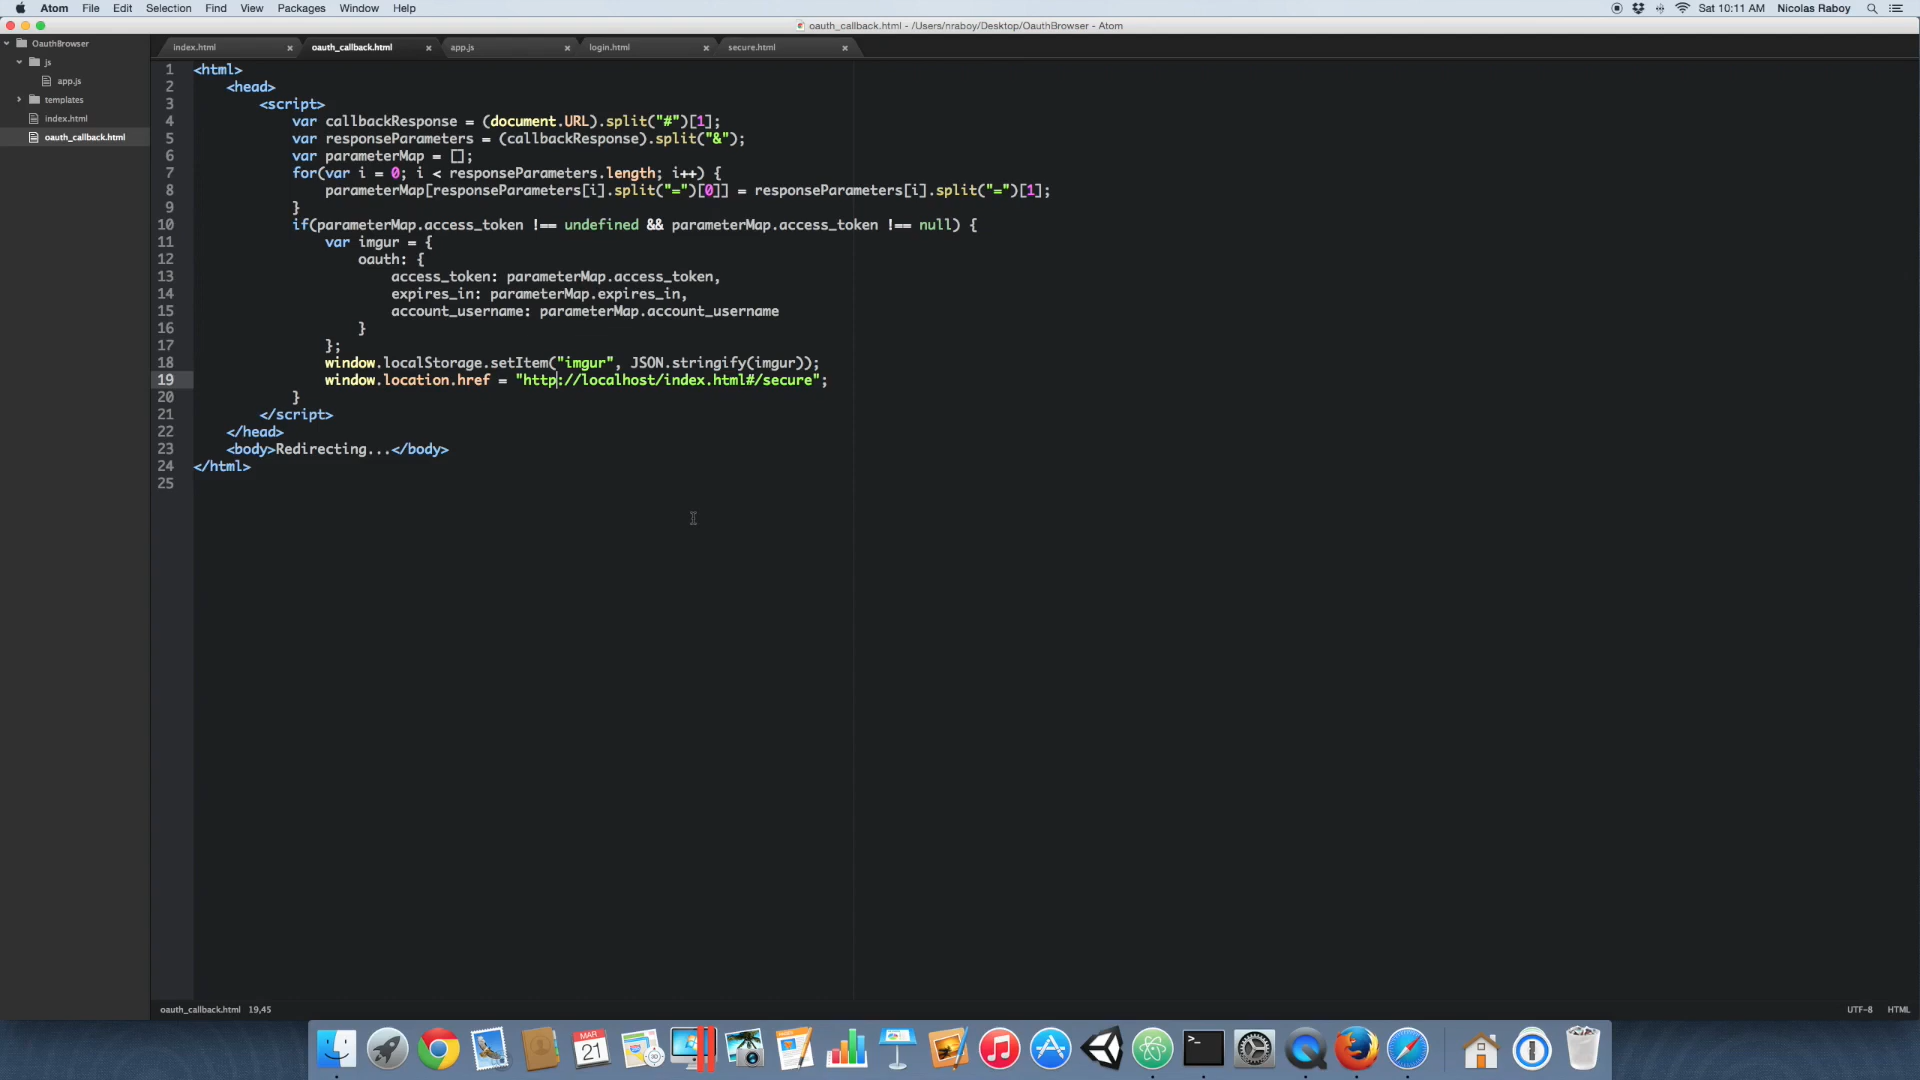 Atom File Edit Selection Find View Packages Window Help
Sat 10:11 AM Nicolas Raboy
oauth_callback.html - /Users/nraboy/Desktop/OauthBrowser - Atom
OauthBrowser
js
app.js
templates
index.html
oauth_callback.html
index.html oauth_callback.html app.js login.html secure.html
1 <html>
2 <head>
3 <script>
4 var callbackResponse = (document.URL).split("#")[1];
5 var responseParameters = (callbackResponse).split("&");
6 var parameterMap = [];
7 for(var i = 0; i < responseParameters.length; i++) {
8 parameterMap[responseParameters[i].split("=")[0]] = responseParameters[i].split("=")[1];
9 }
10 if(parameterMap.access_token !== undefined && parameterMap.access_token !== null) {
11 var imgur = {
12 oauth: {
13 access_token: parameterMap.access_token,
14 expires_in: parameterMap.expires_in,
15 account_username: parameterMap.account_username
16 }
17 };
18 window.localStorage.setItem("imgur", JSON.stringify(imgur));
19 window.location.href = "http://localhost/index.html#/secure";
20 }
21 </script>
22 </head>
23 <body>Redirecting...</body>
24 </html>
25
oauth_callback.html 19,45
UTF-8 HTML
MAR
21